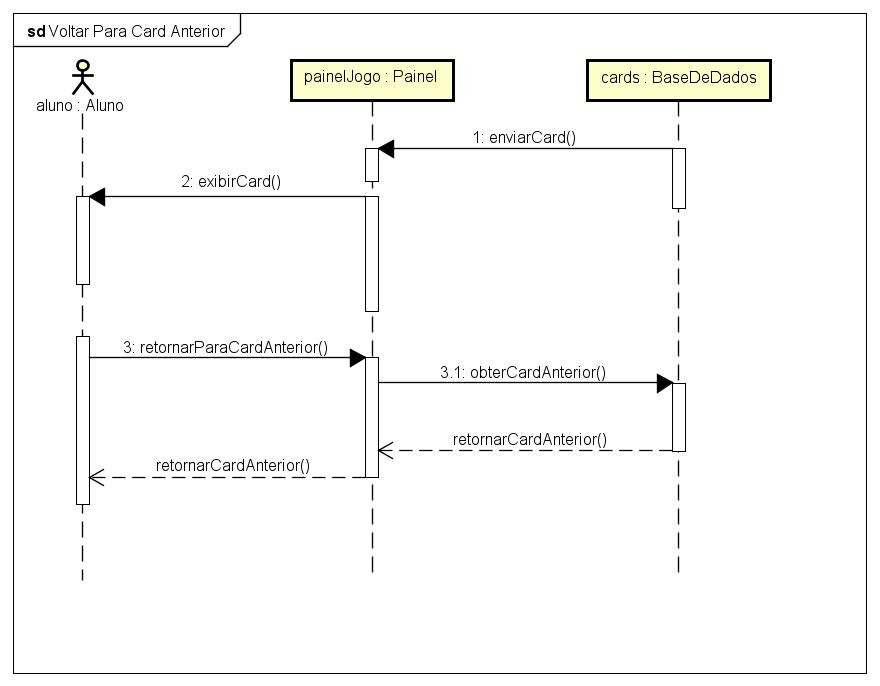 sd Voltar Para Card Anterior
aluno : Aluno
painelJogo : Painel
cards : BaseDeDados
1: enviarCard()
2: exibirCard()
3: retornarParaCardAnterior()
3.1: obterCardAnterior()
retornarCardAnterior()
retornarCardAnterior()